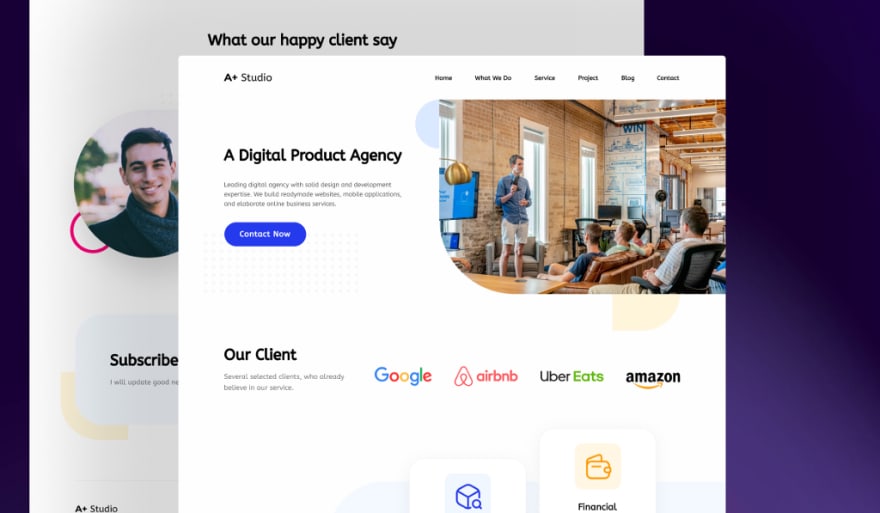 What our happy client say
A+ Studio
Home
What We Do
Service
Project
Blog
Contact
WIN
A Digital Product Agency
Leading digital agency with solid design and development
expertise. We build readymade websites, mobile applications,
and elaborate online business services.
Contact Now
Subscribe
I will update good ne
Our Client
Several selected clients, who already
believe in our service.
Google
airbnb
Uber Eats
amazon
Financial
A+ Studio